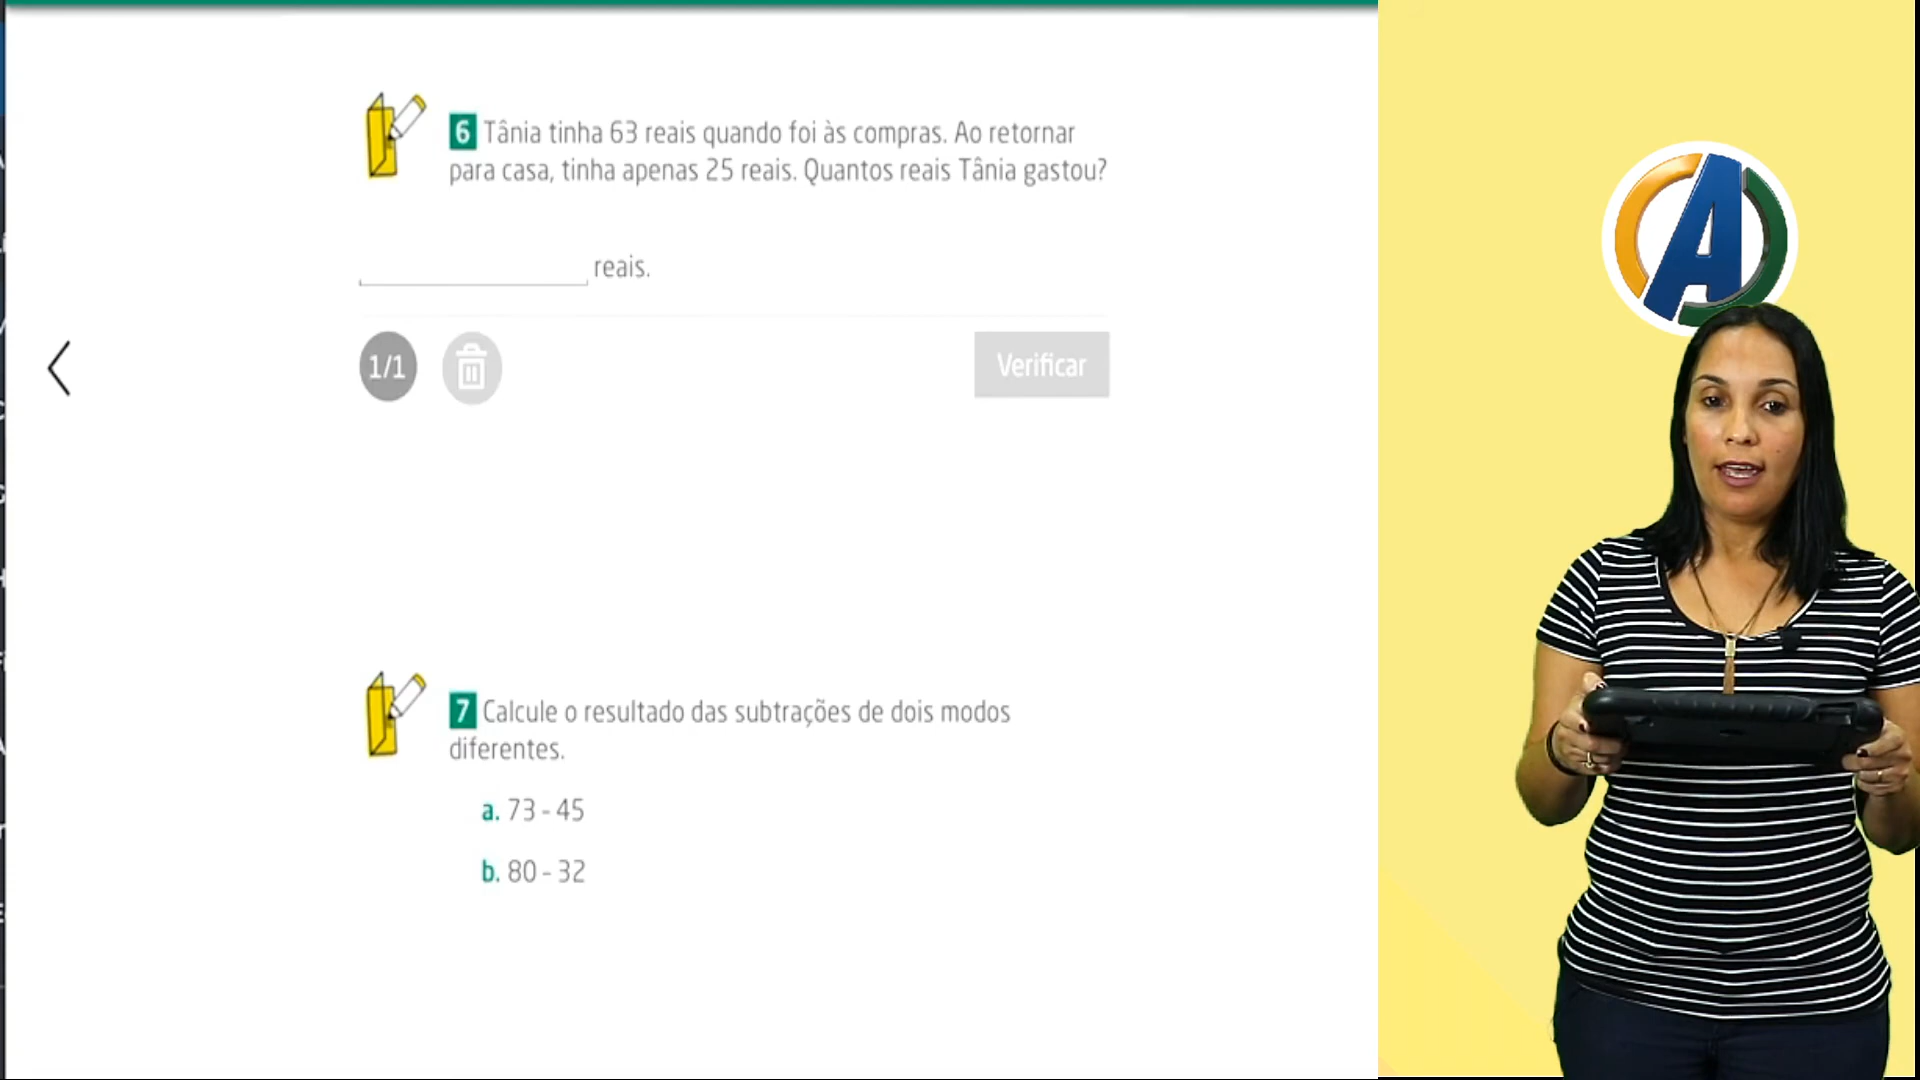 6 Tânia tinha 63 reais quando foi às compras. Ao retornar
para casa, tinha apenas 25 reais. Quantos reais Tânia gastou?
reais.
1/1
Verificar
7 Calcule o resultado das subtrações de dois modos
diferentes.
a. 73 - 45
b. 80 - 32
A